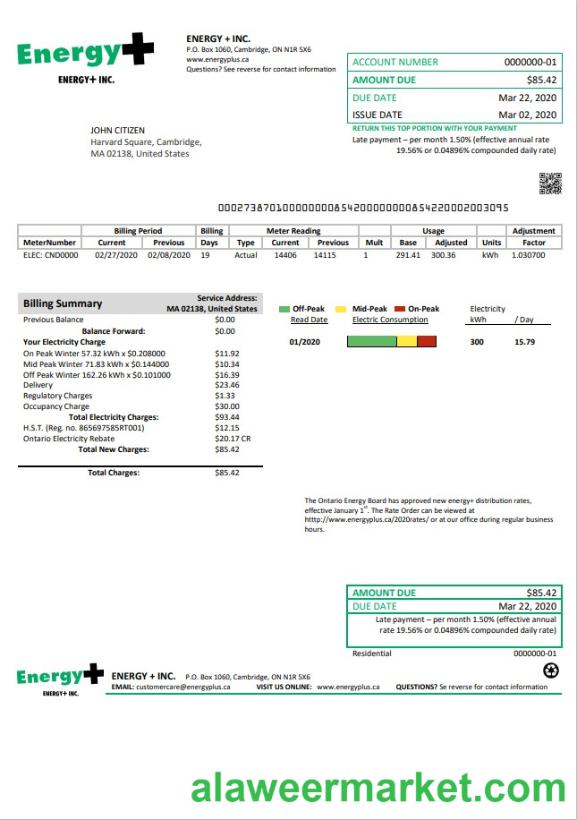 Energy+
ENERGY+ INC.
ENERGY + INC.
P.O. Box 1060, Cambridge, ON N1R 5X6
www.energyplus.ca
Questions? See reverse for contact information
ACCOUNT NUMBER 0000000-01
AMOUNT DUE $85.42
DUE DATE Mar 22, 2020
ISSUE DATE Mar 02, 2020
RETURN THIS TOP PORTION WITH YOUR PAYMENT
Late payment – per month 1.50% (effective annual rate
19.56% or 0.04896% compounded daily rate)
JOHN CITIZEN
Harvard Square, Cambridge,
MA 02138, United States
000273870100000000085420000000008542200020003095
Billing Period Billing Meter Reading Usage Adjustment
MeterNumber Current Previous Days Type Current Previous Mult Base Adjusted Units Factor
ELEC: CND0000 02/27/2020 02/08/2020 19 Actual 14406 14115 1 291.41 300.36 kWh 1.030700
Billing Summary
Service Address:
MA 02138, United States
Previous Balance $0.00
Balance Forward: $0.00
Your Electricity Charge
On Peak Winter 57.32 kWh x $0.208000 $11.92
Mid Peak Winter 71.83 kWh x $0.144000 $10.34
Off Peak Winter 162.26 kWh x $0.101000 $16.39
Delivery $23.46
Regulatory Charges $1.33
Occupancy Charge $30.00
Total Electricity Charges: $93.44
H.S.T. (Reg. no. 865697585RT001) $12.15
Ontario Electricity Rebate $20.17 CR
Total New Charges: $85.42
Total Charges: $85.42
Off-Peak Mid-Peak On-Peak Electricity
Read Date Electric Consumption kWh / Day
01/2020 300 15.79
The Ontario Energy Board has approved new energy+ distribution rates,
effective January 1st. The Rate Order can be viewed at
htttp://www.energyplus.ca/2020rates/ or at our office during regular business
hours.
AMOUNT DUE $85.42
DUE DATE Mar 22, 2020
Late payment – per month 1.50% (effective annual
rate 19.56% or 0.04896% compounded daily rate)
Residential 0000000-01
Energy+
ENERGY+ INC.
ENERGY + INC. P.O. Box 1060, Cambridge, ON N1R 5X6
EMAIL: customercare@energyplus.ca VISIT US ONLINE: www.energyplus.ca QUESTIONS? Se reverse for contact information
alaweermarket.com